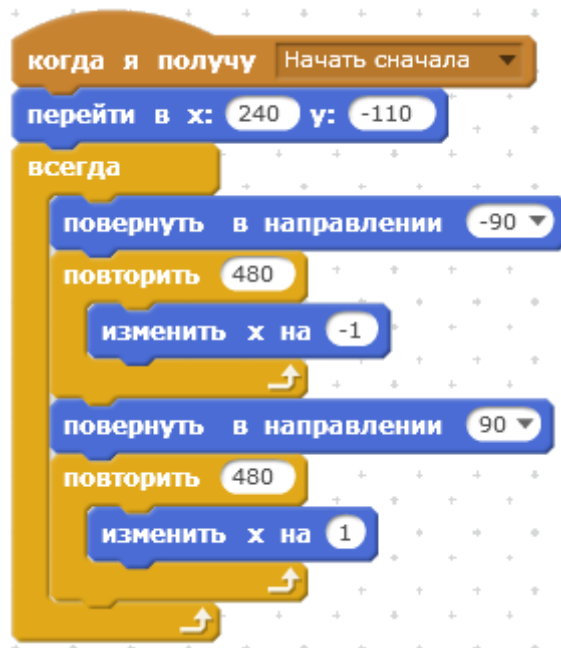 когда я получу Начать сначала
перейти в x: 240 y: -110
всегда
повернуть в направлении -90
повторить 480
изменить x на -1
повернуть в направлении 90
повторить 480
изменить x на 1